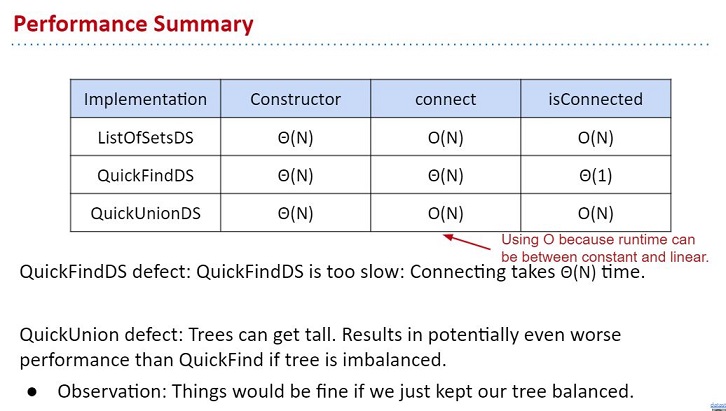 Performance Summary
Implementation Constructor connect isConnected
ListOfSetsDS Θ(N) O(N) O(N)
QuickFindDS Θ(N) Θ(N) Θ(1)
QuickUnionDS Θ(N) O(N) O(N)
Using O because runtime can
be between constant and linear.
QuickFindDS defect: QuickFindDS is too slow: Connecting takes Θ(N) time.
QuickUnion defect: Trees can get tall. Results in potentially even worse
performance than QuickFind if tree is imbalanced.
● Observation: Things would be fine if we just kept our tree balanced.